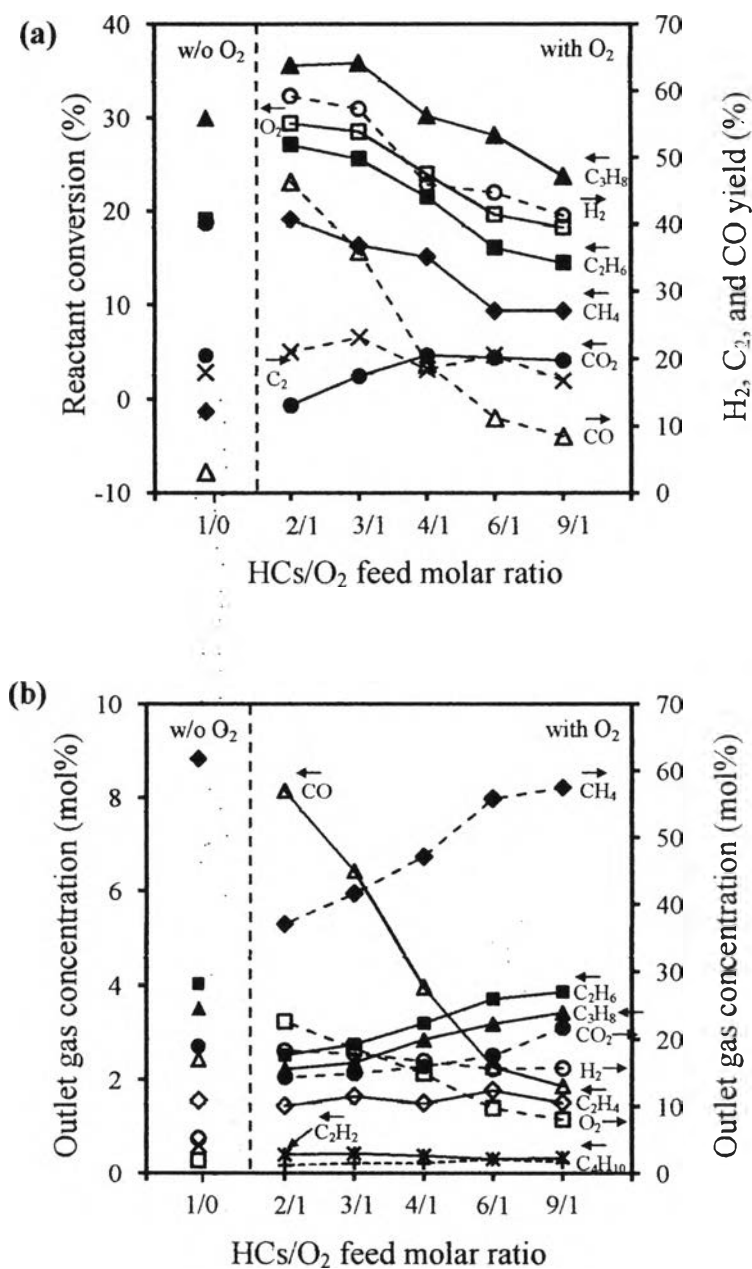 (a)
w/o O₂
with O₂
40
30
20
10
0
-10
70
60
50
40
30
20
10
0
Reactant conversion (%)
H₂, C₂, and CO yield (%)
O₂
C₃H₈
H₂
C₂H₆
CH₄
CO₂
C₂
CO
1/0
2/1
3/1
4/1
6/1
9/1
HCs/O₂ feed molar ratio
(b)
w/o O₂
with O₂
10
8
6
4
2
0
70
60
50
40
30
20
10
0
Outlet gas concentration (mol%)
Outlet gas concentration (mol%)
CO
CH₄
C₂H₆
C₃H₈
CO₂
H₂
C₂H₄
O₂
C₂H₂
C₄H₁₀
1/0
2/1
3/1
4/1
6/1
9/1
HCs/O₂ feed molar ratio